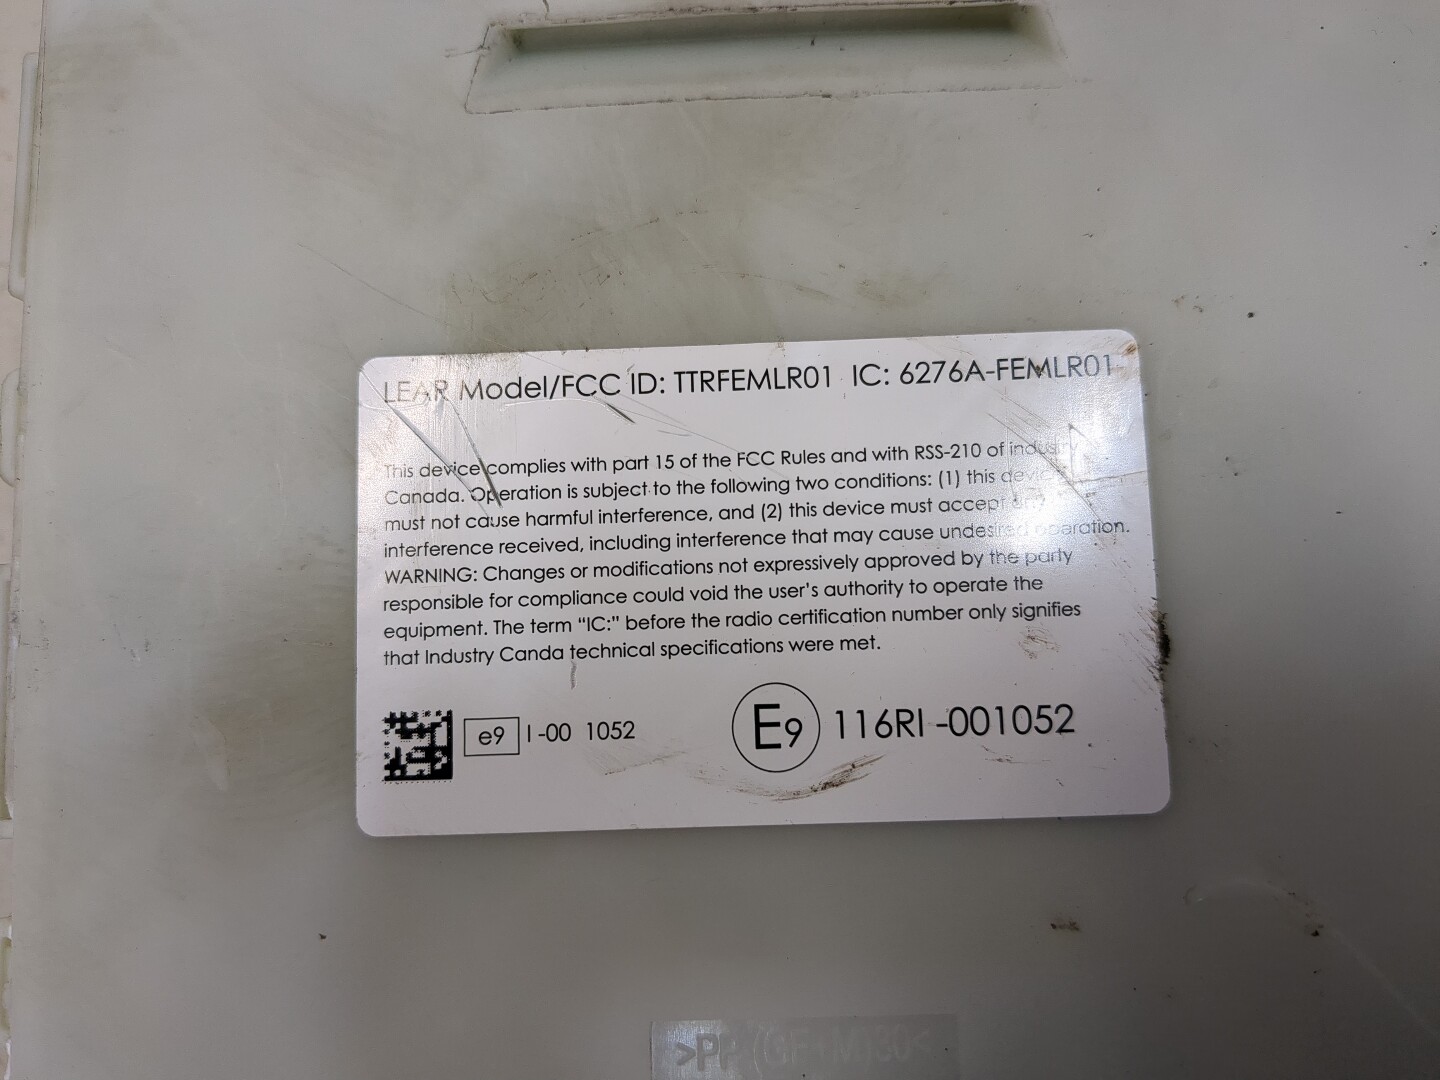 LEAR Model/FCC ID: TTRFEMLR01 IC: 6276A-FEMLR01
This device complies with part 15 of the FCC Rules and with RSS-210 of
Canada. Operation is subject to the following two conditions: (1) this device
must not cause harmful interference, and (2) this device must accept any
interference received, including interference that may cause undesired operation.
WARNING: Changes or modifications not expressively approved by the party
responsible for compliance could void the user's authority to operate the
equipment. The term “IC:” before the radio certification number only signifies
that Industry Canda technical specifications were met.
e9 I-00 1052
E9 116RI-001052
>PP